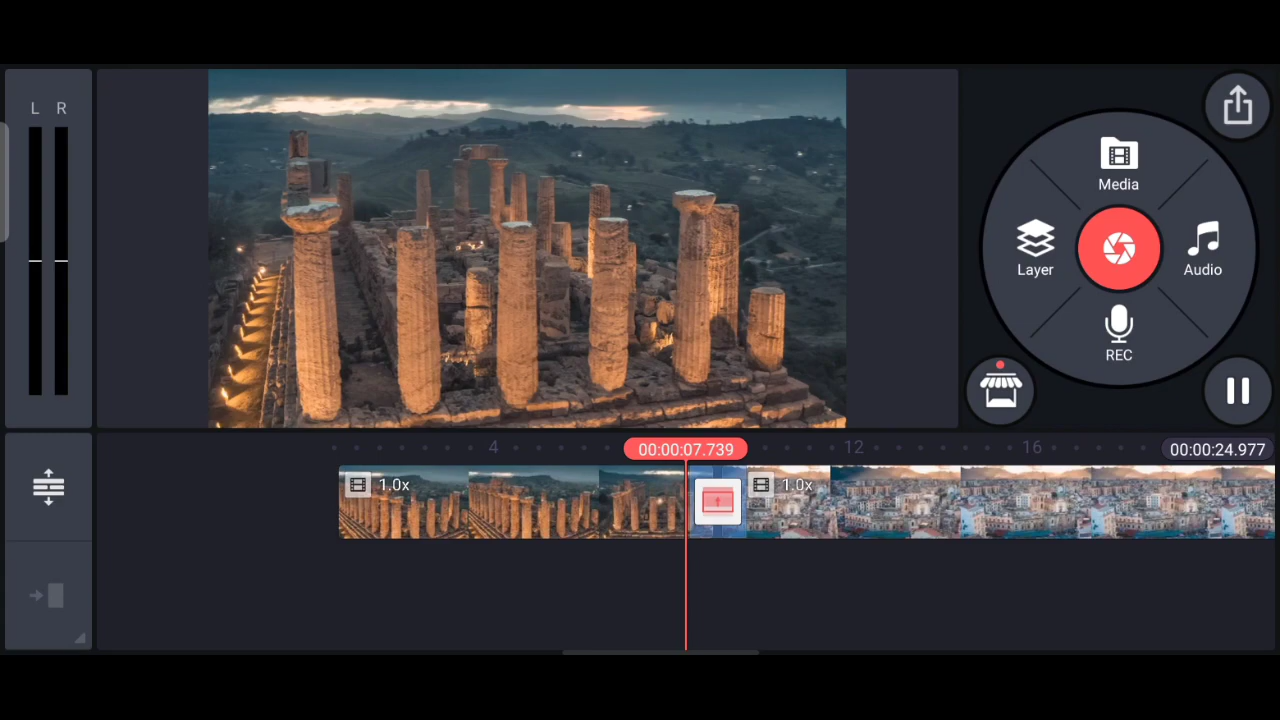 L R
Media
Layer
Audio
REC
4
00:00:07.739
12
16
00:00:24.977
1.0x
1.0x